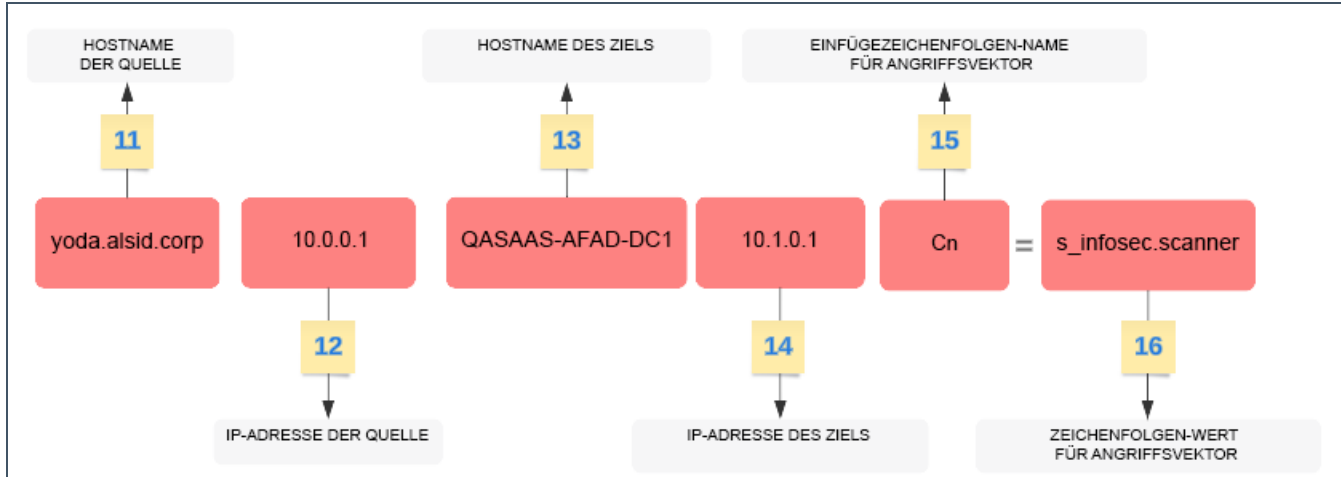 HOSTNAME
DER QUELLE
HOSTNAME DES ZIELS
EINFÜGEZEICHENFOLGEN-NAME
FÜR ANGRIFFSVEKTOR
11
13
15
yoda.alsid.corp
10.0.0.1
QASAAS-AFAD-DC1
10.1.0.1
Cn
=
s_infosec.scanner
12
14
16
IP-ADRESSE DER QUELLE
IP-ADRESSE DES ZIELS
ZEICHENFOLGEN-WERT
FÜR ANGRIFFSVEKTOR